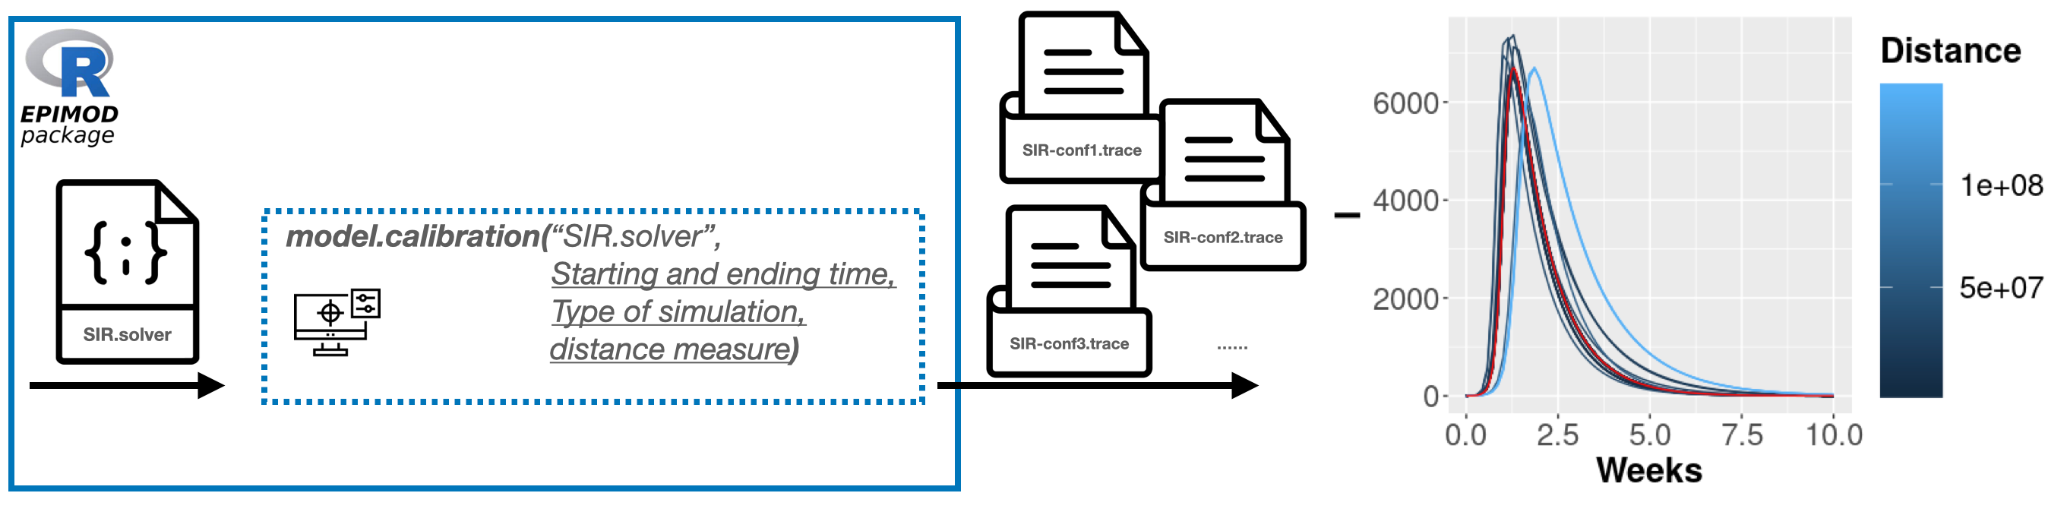 R
EPIMOD
package
{;}
SIR.solver
model.calibration(“SIR.solver”,
Starting and ending time,
Type of simulation,
distance measure)
SIR-conf1.trace
SIR-conf2.trace
SIR-conf3.trace
......
I
6000
4000
2000
0
0.0 2.5 5.0 7.5 10.0
Weeks
Distance
1e+08
5e+07